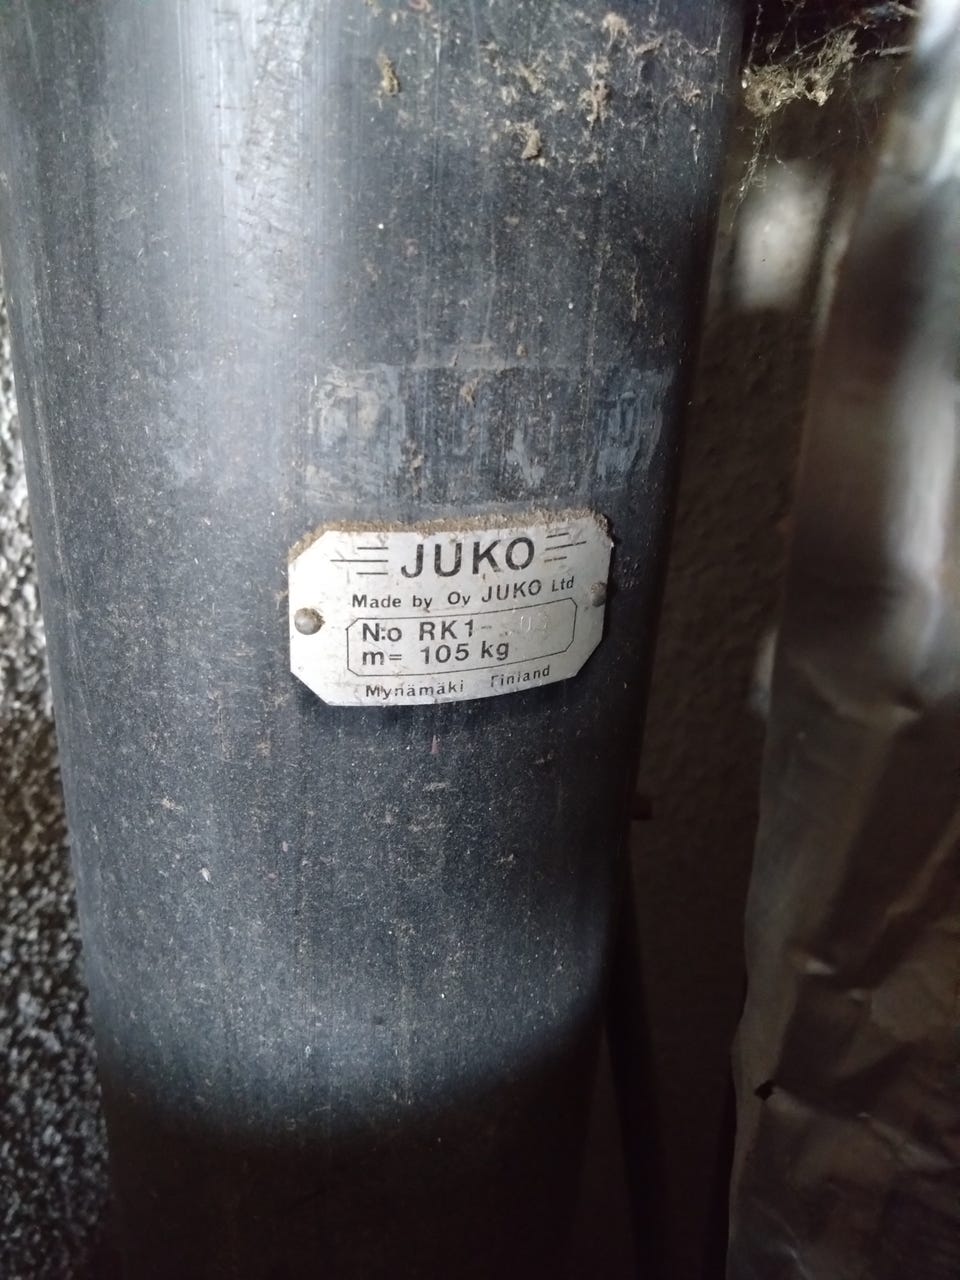 JUKO
Made by Oy JUKO Ltd
N:o RK1-
m= 105 kg
Mynämäki Finland